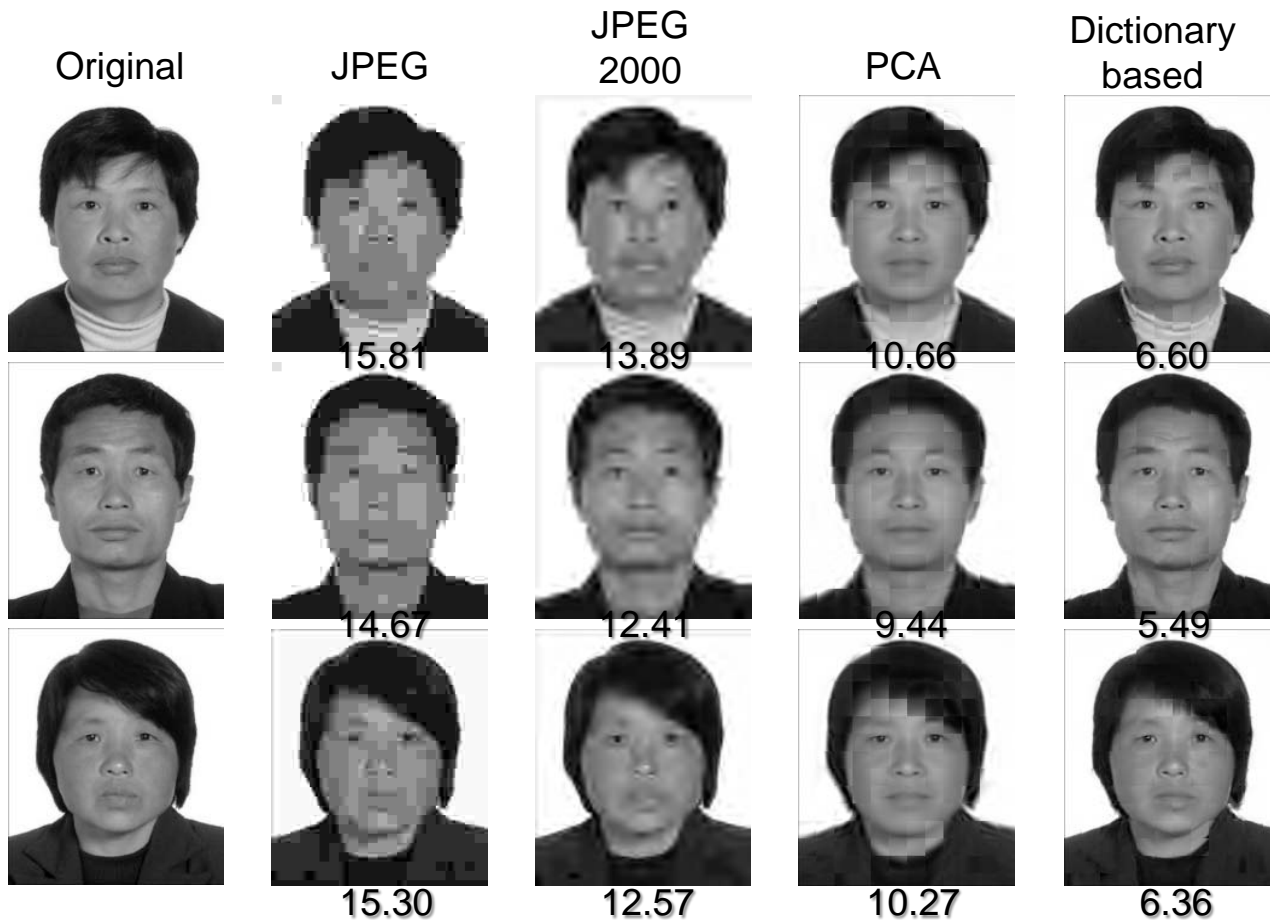 Original
JPEG
JPEG
2000
PCA
Dictionary
based
15.81
13.89
10.66
6.60
14.67
12.41
9.44
5.49
15.30
12.57
10.27
6.36